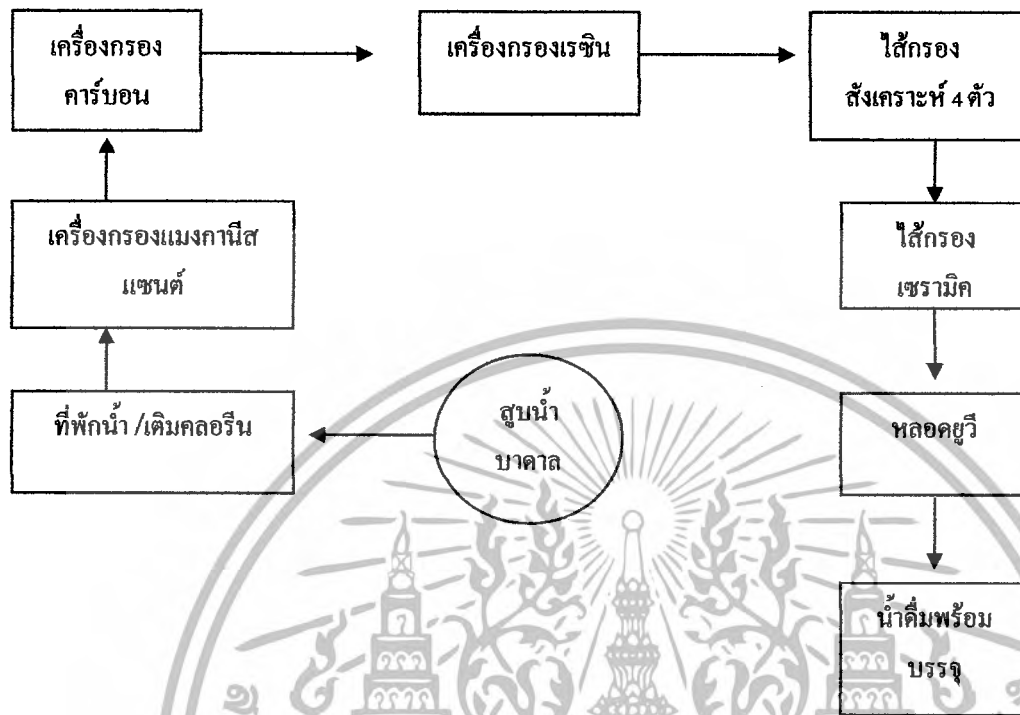 เครื่องกรอง
คาร์บอน
เครื่องกรองเรซิน
ไส้กรอง
สังเคราะห์ 4 ตัว
เครื่องกรองแมงกานีส
แซนต์
ไส้กรอง
เซรามิค
ที่พักน้ำ /เติมคลอรีน
สูบน้ำ
บาดาล
หลอดยูวี
น้ำดื่มพร้อม
บรรจุ